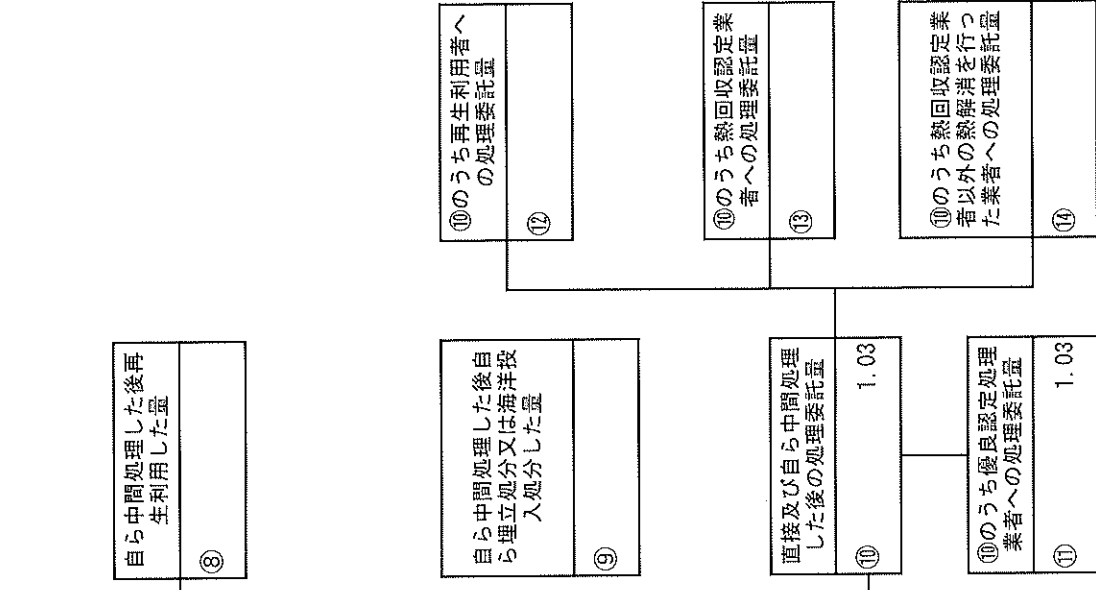 自ら中間処理した後再
生利用した量
⑧
自ら中間処理した後自
ら埋立処分又は海洋投
入処分した量
⑨
直接及び自ら中間処理
した後の処理委託量
⑩ 1.03
⑩のうち優良認定処理
業者への処理委託量
⑪ 1.03
⑩のうち再生利用者へ
の処理委託量
⑫
⑩のうち熱回収認定業
者への処理委託量
⑬
⑩のうち熱回収認定業
者以外の熱解消を行っ
た業者への処理委託量
⑭